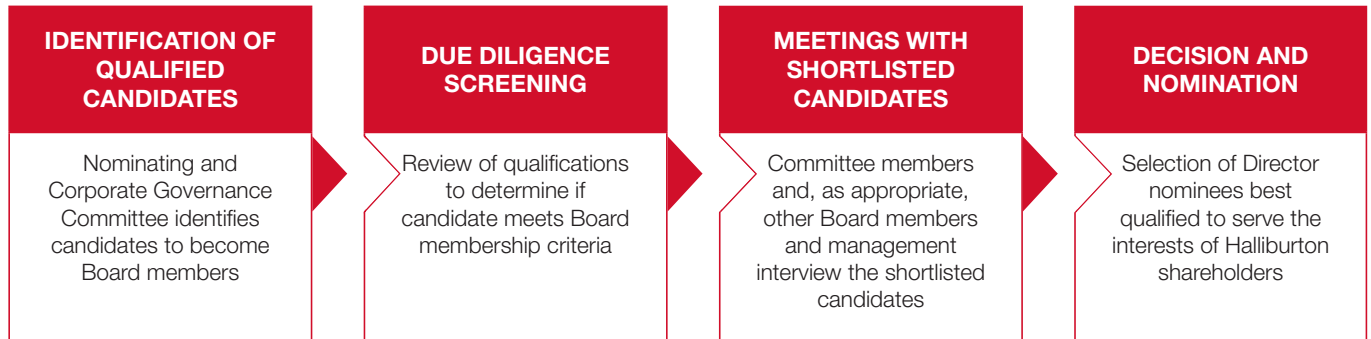 IDENTIFICATION OF
QUALIFIED
CANDIDATES
Nominating and
Corporate Governance
Committee identifies
candidates to become
Board members
DUE DILIGENCE
SCREENING
Review of qualifications
to determine if
candidate meets Board
membership criteria
MEETINGS WITH
SHORTLISTED
CANDIDATES
Committee members
and, as appropriate,
other Board members
and management
interview the shortlisted
candidates
DECISION AND
NOMINATION
Selection of Director
nominees best
qualified to serve the
interests of Halliburton
shareholders